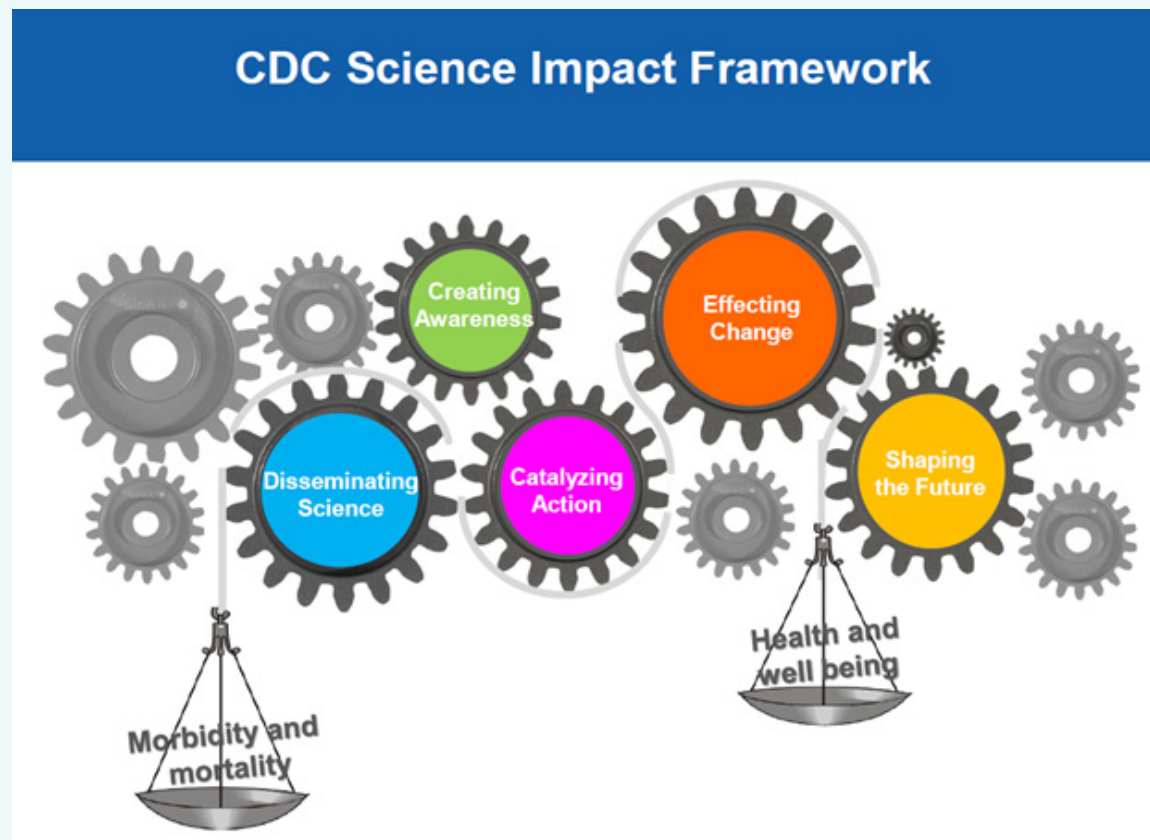 CDC Science Impact Framework
Creating
Awareness
Effecting
Change
Disseminating
Science
Catalyzing
Action
Shaping
the Future
Health and
well being
Morbidity and
mortality